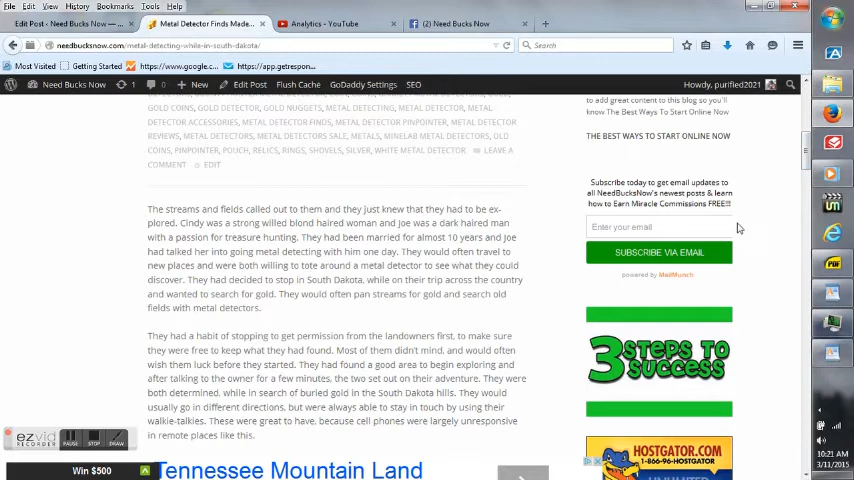 File Edit View History Bookmarks Tools Help
Edit Post ‹ Need Bucks Now — ...
Metal Detector Finds Made...
Analytics - YouTube
(2) Need Bucks Now
needbucksnow.com/metal-detecting-while-in-south-dakota/
Search
Most Visited
Getting Started
https://www.google.c...
https://app.getrespon...
Need Bucks Now
1
0
New
Edit Post
Flush Cache
GoDaddy Settings
SEO
Howdy, purified2021
GOLD COINS, GOLD DETECTOR, GOLD NUGGETS, METAL DETECTING, METAL
DETECTOR ACCESSORIES, METAL DETECTOR FINDS, METAL DETECTOR
REVIEWS, METAL DETECTORS, METAL DETECTORS SALE, METALS, MINELAB METAL DETECTORS, OLD
COINS, PINPOINTER, POUCH, RELICS, RINGS, SHOVELS, SILVER, WHITE METAL DETECTOR
LEAVE A
COMMENT
EDIT
The streams and fields called out to them and they just knew that they had to be ex-
plored. Cindy was a strong willed blond haired woman and Joe was a dark haired man
with a passion for treasure hunting. They had been married for almost 10 years and Joe
had talked her into going metal detecting with him one day. They would often travel to
new places and were both willing to tote around a metal detector to see what they could
discover. They had decided to stop in South Dakota, while on their trip across the country
and wanted to search for gold. They would often pan streams for gold and search old
fields with metal detectors.
They had a habit of stopping to get permission from the landowners first, to make sure
they were free to keep what they had found. Most of them didn't mind, and would often
wish them luck before they started. They had found a good area to begin exploring and
after talking to the owner for a few minutes, the two set out on their adventure. They were
both determined, while in search of buried gold in the South Dakota hills. They would
usually go in different directions, but were always able to stay in touch by using their
walkie-talkies. These were great to have, because cell phones were largely unresponsive
in remote places like this.
Tennessee Mountain Land
to add great content to this blog so you'll
know The Best Ways To Start Online Now
THE BEST WAYS TO START ONLINE NOW
Subscribe today to get email updates to
all NeedBucksNow's newest posts & learn
how to Earn Miracle Commissions FREE!!!
Enter your email
SUBSCRIBE VIA EMAIL
powered by MailMunch
3 STEPS TO
SUCCESS
HOSTGATOR.COM
1-866-96-HOSTGATOR
UNLIMITED
ezvid
RECORDER
PAUSE
STOP
DRAW
Win $500
PDF
10:21 AM
3/11/2015